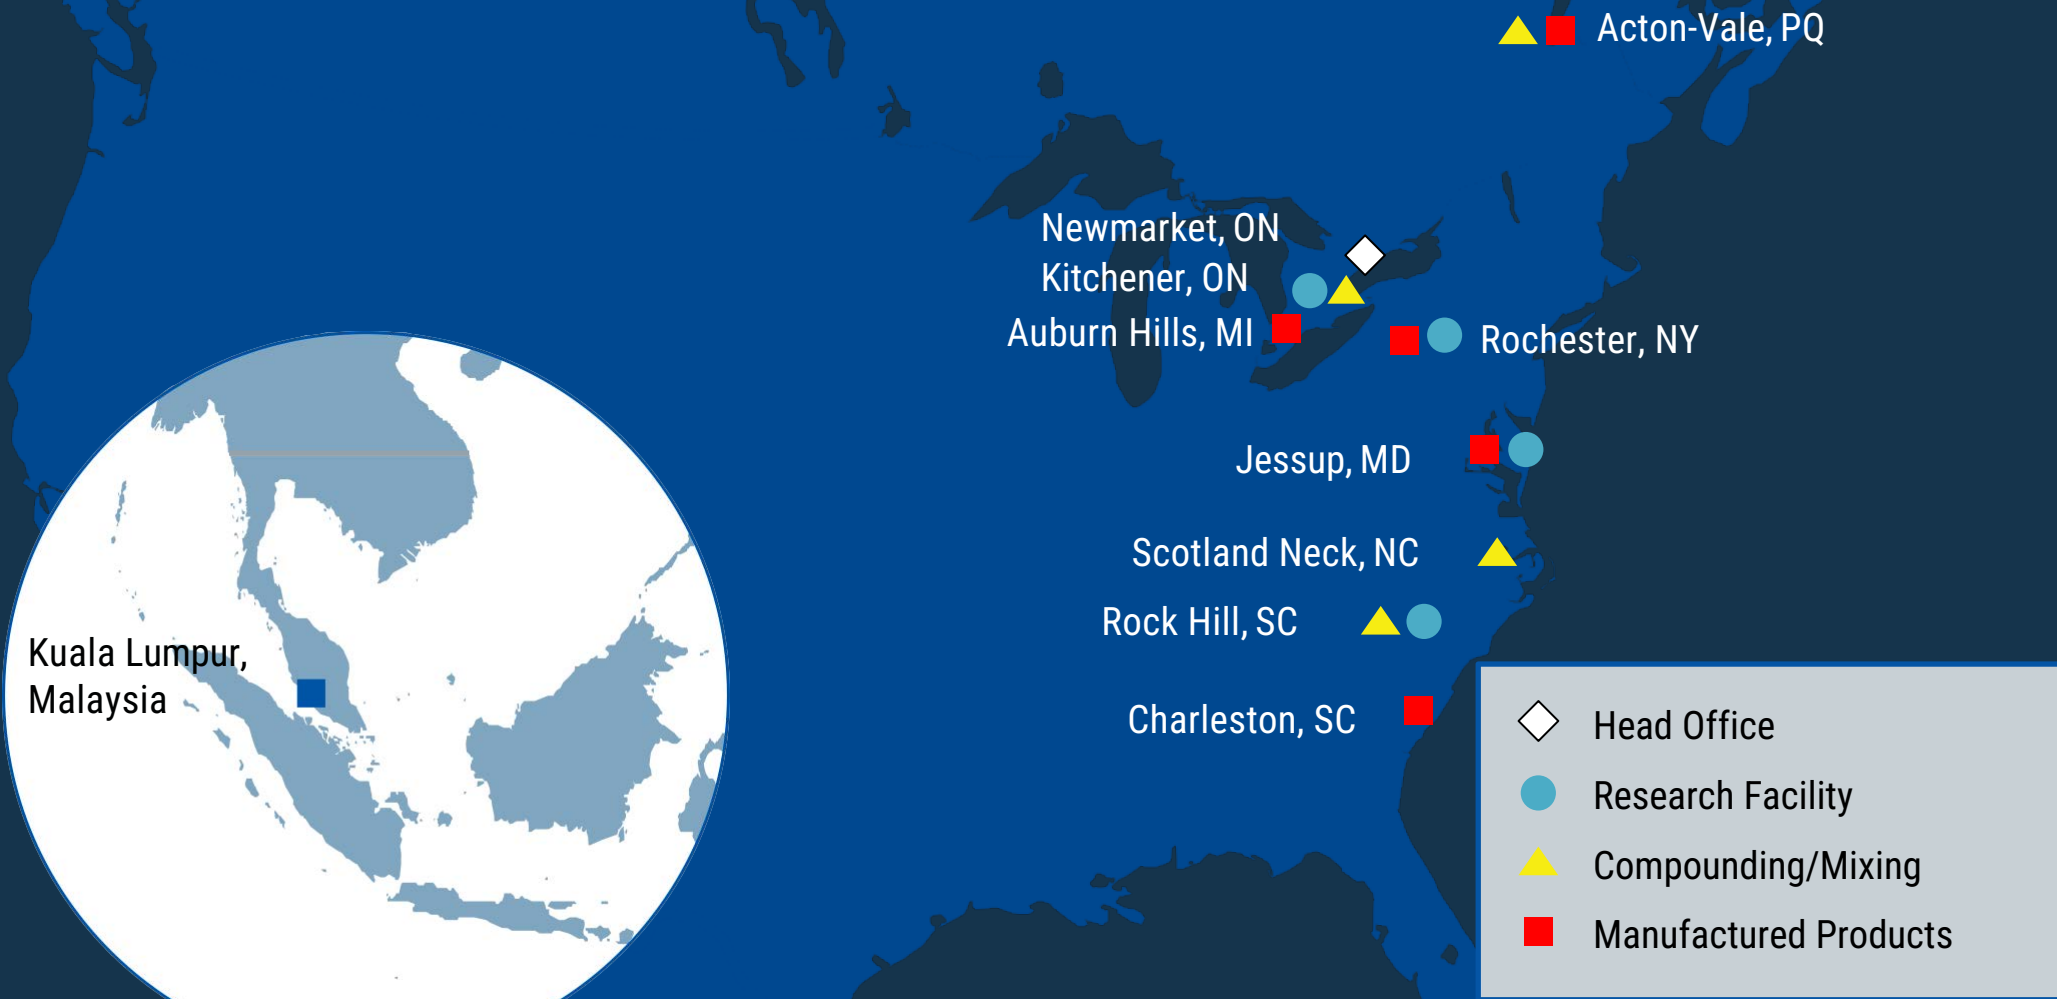 Acton-Vale, PQ
Newmarket, ON
Kitchener, ON
Auburn Hills, MI
Rochester, NY
Jessup, MD
Scotland Neck, NC
Rock Hill, SC
Charleston, SC
Kuala Lumpur,
Malaysia
Head Office
Research Facility
Compounding/Mixing
Manufactured Products